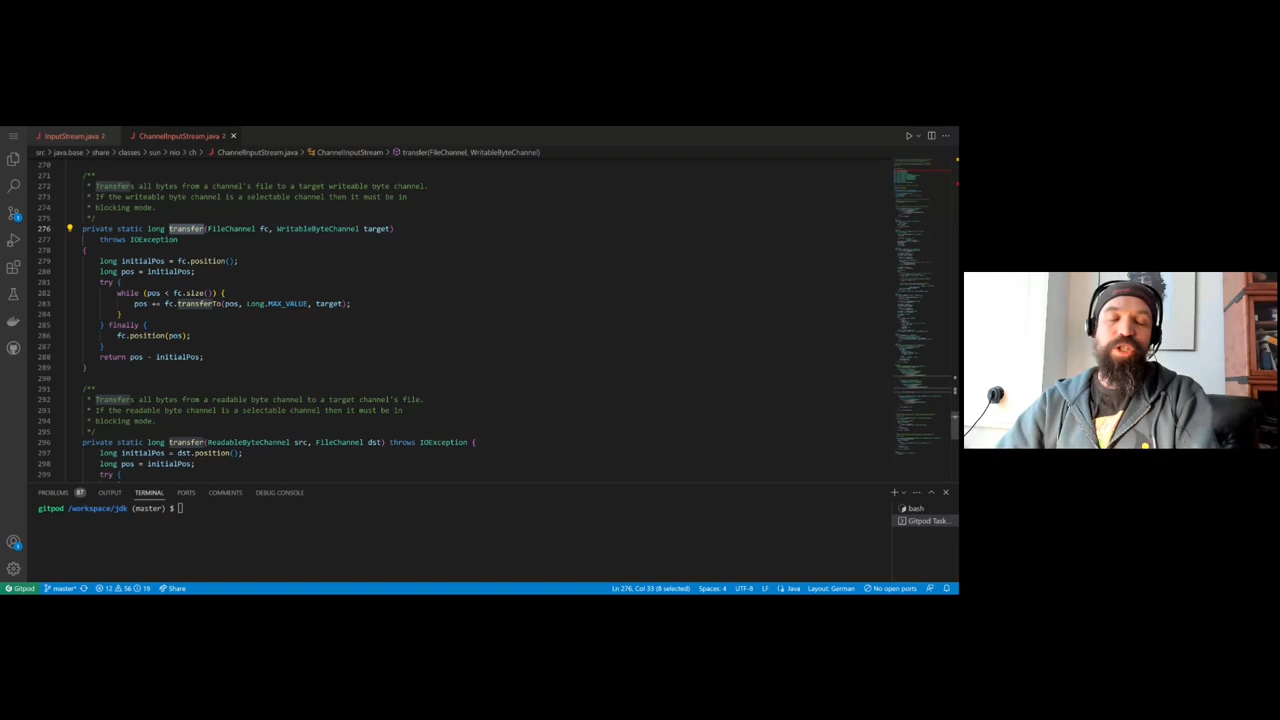 InputStream.java 2 ChannelInputStream.java 2
src java.base share classes sun nio ch ChannelInputStream.java ChannelInputStream transfer(FileChannel, WritableByteChannel)
270
271 /**
272 * Transfers all bytes from a channel's file to a target writeable byte channel.
273 * If the writeable byte channel is a selectable channel then it must be in
274 * blocking mode.
275 */
276 private static long transfer(FileChannel fc, WritableByteChannel target)
277 throws IOException
278 {
279 long initialPos = fc.position();
280 long pos = initialPos;
281 try {
282 while (pos < fc.size()) {
283 pos += fc.transferTo(pos, Long.MAX_VALUE, target);
284 }
285 } finally {
286 fc.position(pos);
287 }
288 return pos - initialPos;
289 }
290
291 /**
292 * Transfers all bytes from a readable byte channel to a target channel's file.
293 * If the readable byte channel is a selectable channel then it must be in
294 * blocking mode.
295 */
296 private static long transfer(ReadableByteChannel src, FileChannel dst) throws IOException {
297 long initialPos = dst.position();
298 long pos = initialPos;
299 try {
PROBLEMS 87 OUTPUT TERMINAL PORTS COMMENTS DEBUG CONSOLE
gitpod /workspace/jdk (master) $
bash
Gitpod Task...
Gitpod master* 12 56 19 Share Ln 276, Col 33 (8 selected) Spaces: 4 UTF-8 LF Java Layout: German No open ports